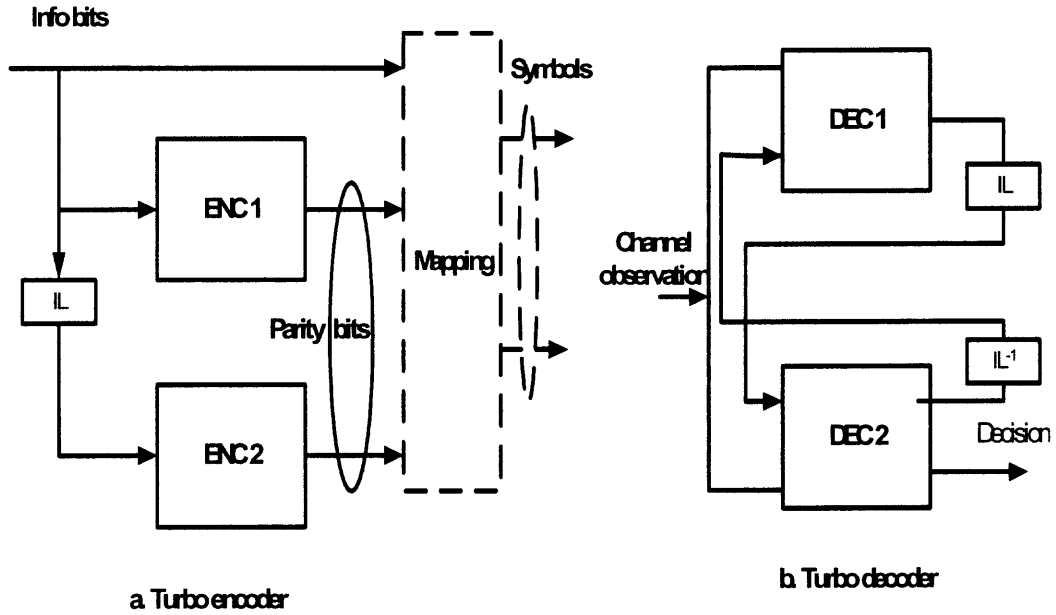 Info bits
Symbols
ENC1
IL
Mapping
Parity bits
ENC2
a. Turbo encoder
DEC1
IL
Channel
observation
IL-1
DEC2
Decision
b. Turbo decoder